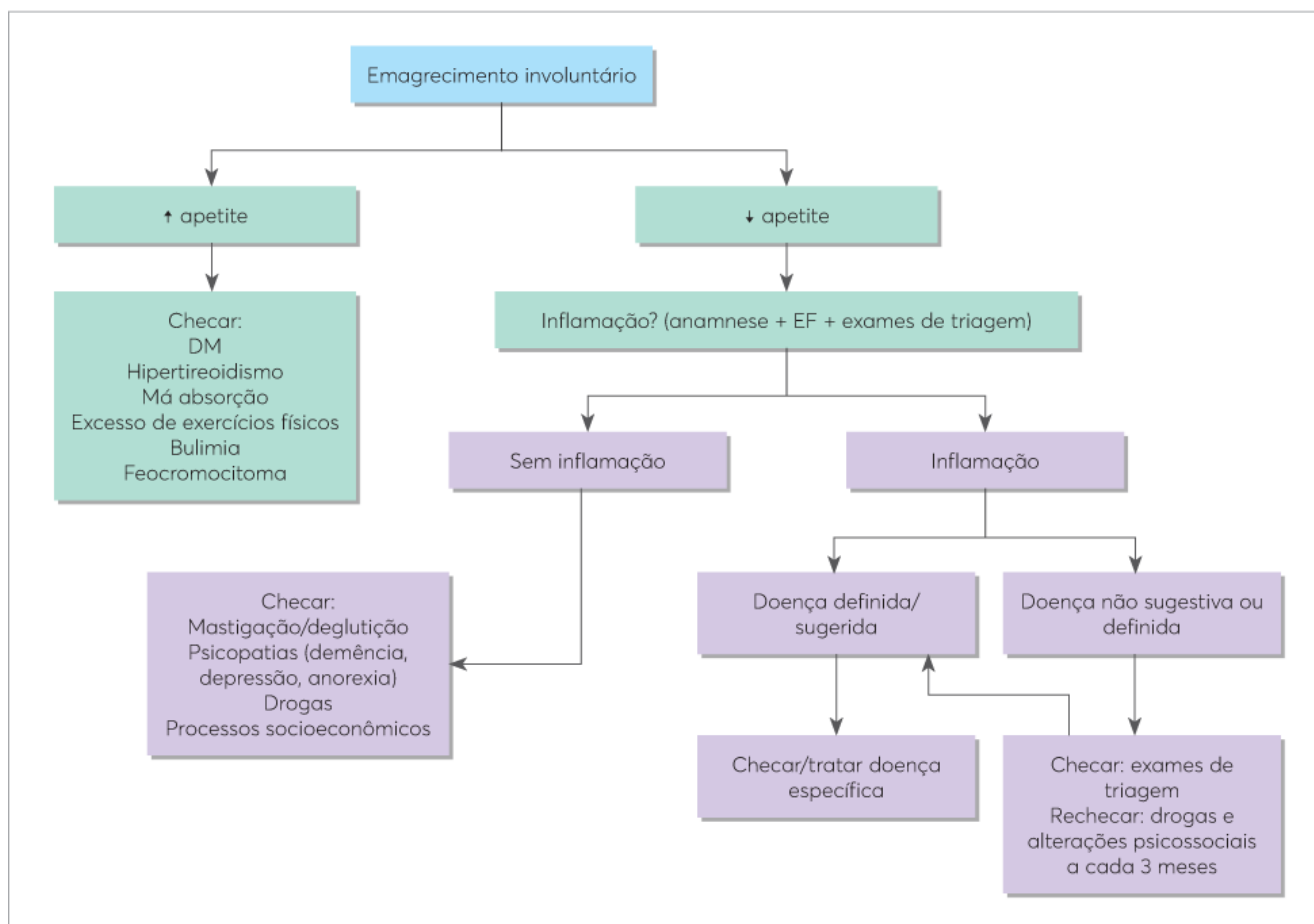 Emagrecimento involuntário
↑ apetite
↓ apetite
Checar:
DM
Hipertireoidismo
Má absorção
Excesso de exercícios físicos
Bulimia
Feocromocitoma
Inflamação? (anamnese + EF + exames de triagem)
Sem inflamação
Inflamação
Checar:
Mastigação/deglutição
Psicopatias (demência,
depressão, anorexia)
Drogas
Processos socioeconômicos
Doença definida/
sugerida
Doença não sugestiva ou
definida
Checar/tratar doença
específica
Checar: exames de
triagem
Rechecar: drogas e
alterações psicossociais
a cada 3 meses